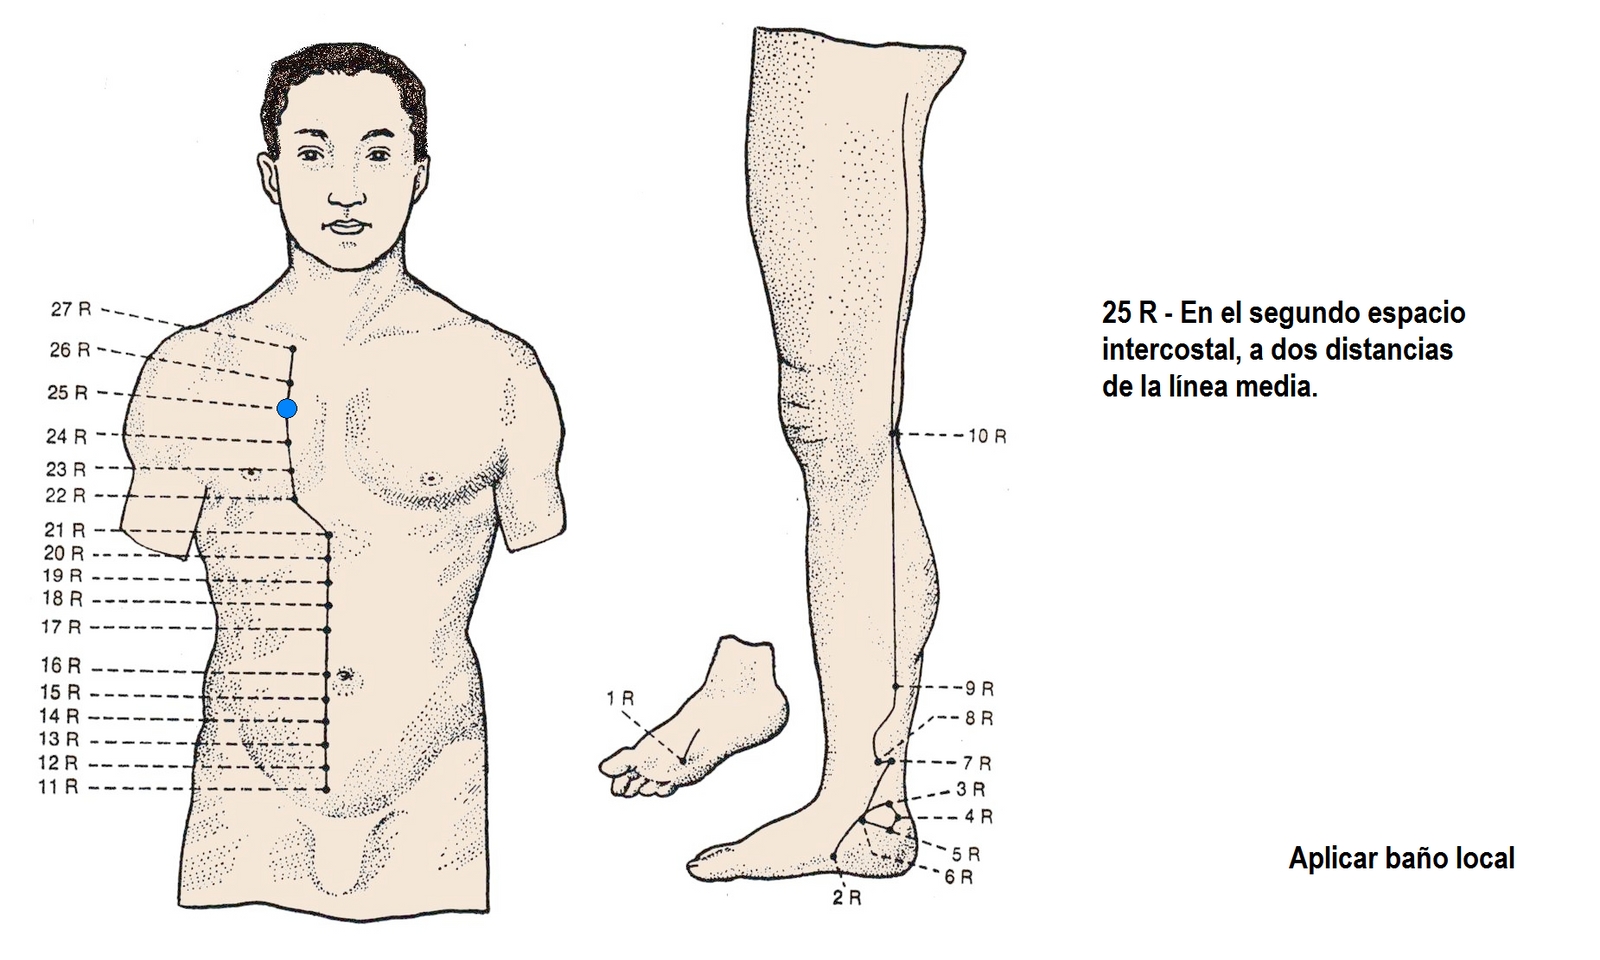 27 R
26 R
25 R
24 R
23 R
22 R
21 R
20 R
19 R
18 R
17 R
16 R
15 R
14 R
13 R
12 R
11 R
1 R
10 R
9 R
8 R
7 R
3 R
4 R
5 R
6 R
2 R
25 R - En el segundo espacio
intercostal, a dos distancias
de la línea media.
Aplicar baño local